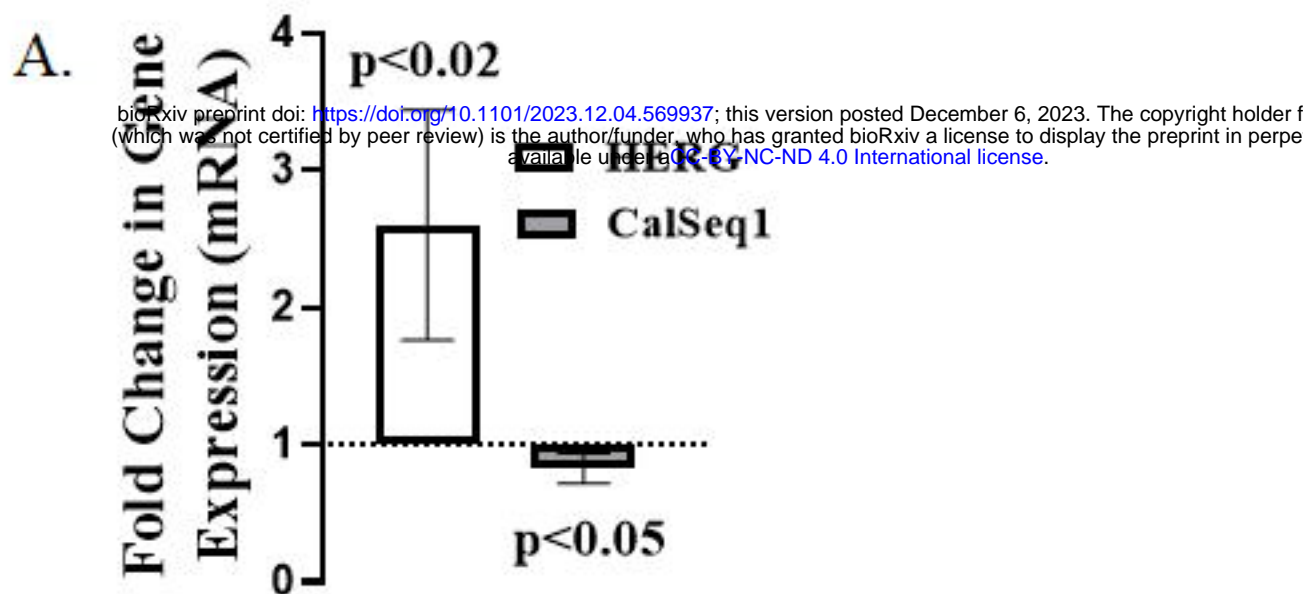 A.
Fold Change in Gene
Expression (mRNA)
4
3
2
1
0
p<0.02
bioRxiv preprint doi: https://doi.org/10.1101/2023.12.04.569937; this version posted December 6, 2023. The copyright holder f
(which was not certified by peer review) is the author/funder, who has granted bioRxiv a license to display the preprint in perpe
available under aCC-BY-NC-ND 4.0 International license.
HERG
CalSeq1
p<0.05